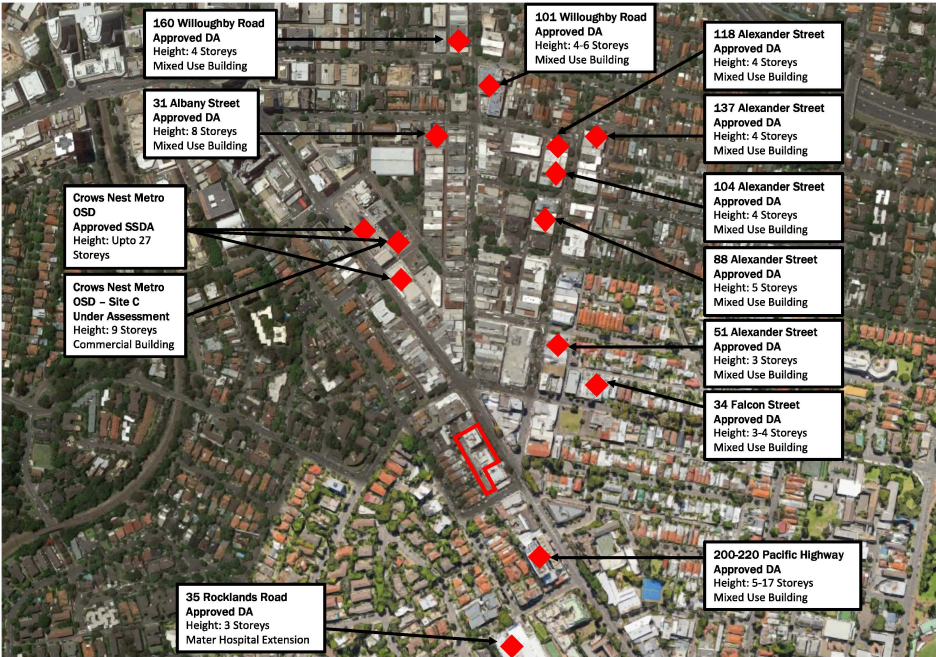 160 Willoughby Road
Approved DA
Height: 4 Storeys
Mixed Use Building
101 Willoughby Road
Approved DA
Height: 4-6 Storeys
Mixed Use Building
118 Alexander Street
Approved DA
Height: 4 Storeys
Mixed Use Building
31 Albany Street
Approved DA
Height: 8 Storeys
Mixed Use Building
137 Alexander Street
Approved DA
Height: 4 Storeys
Mixed Use Building
104 Alexander Street
Approved DA
Height: 4 Storeys
Mixed Use Building
Crows Nest Metro
OSD
Approved SSDA
Height: Upto 27
Storeys
88 Alexander Street
Approved DA
Height: 5 Storeys
Mixed Use Building
Crows Nest Metro
OSD – Site C
Under Assessment
Height: 9 Storeys
Commercial Building
51 Alexander Street
Approved DA
Height: 3 Storeys
Mixed Use Building
34 Falcon Street
Approved DA
Height: 3-4 Storeys
Mixed Use Building
200-220 Pacific Highway
Approved DA
Height: 5-17 Storeys
Mixed Use Building
35 Rocklands Road
Approved DA
Height: 3 Storeys
Mater Hospital Extension